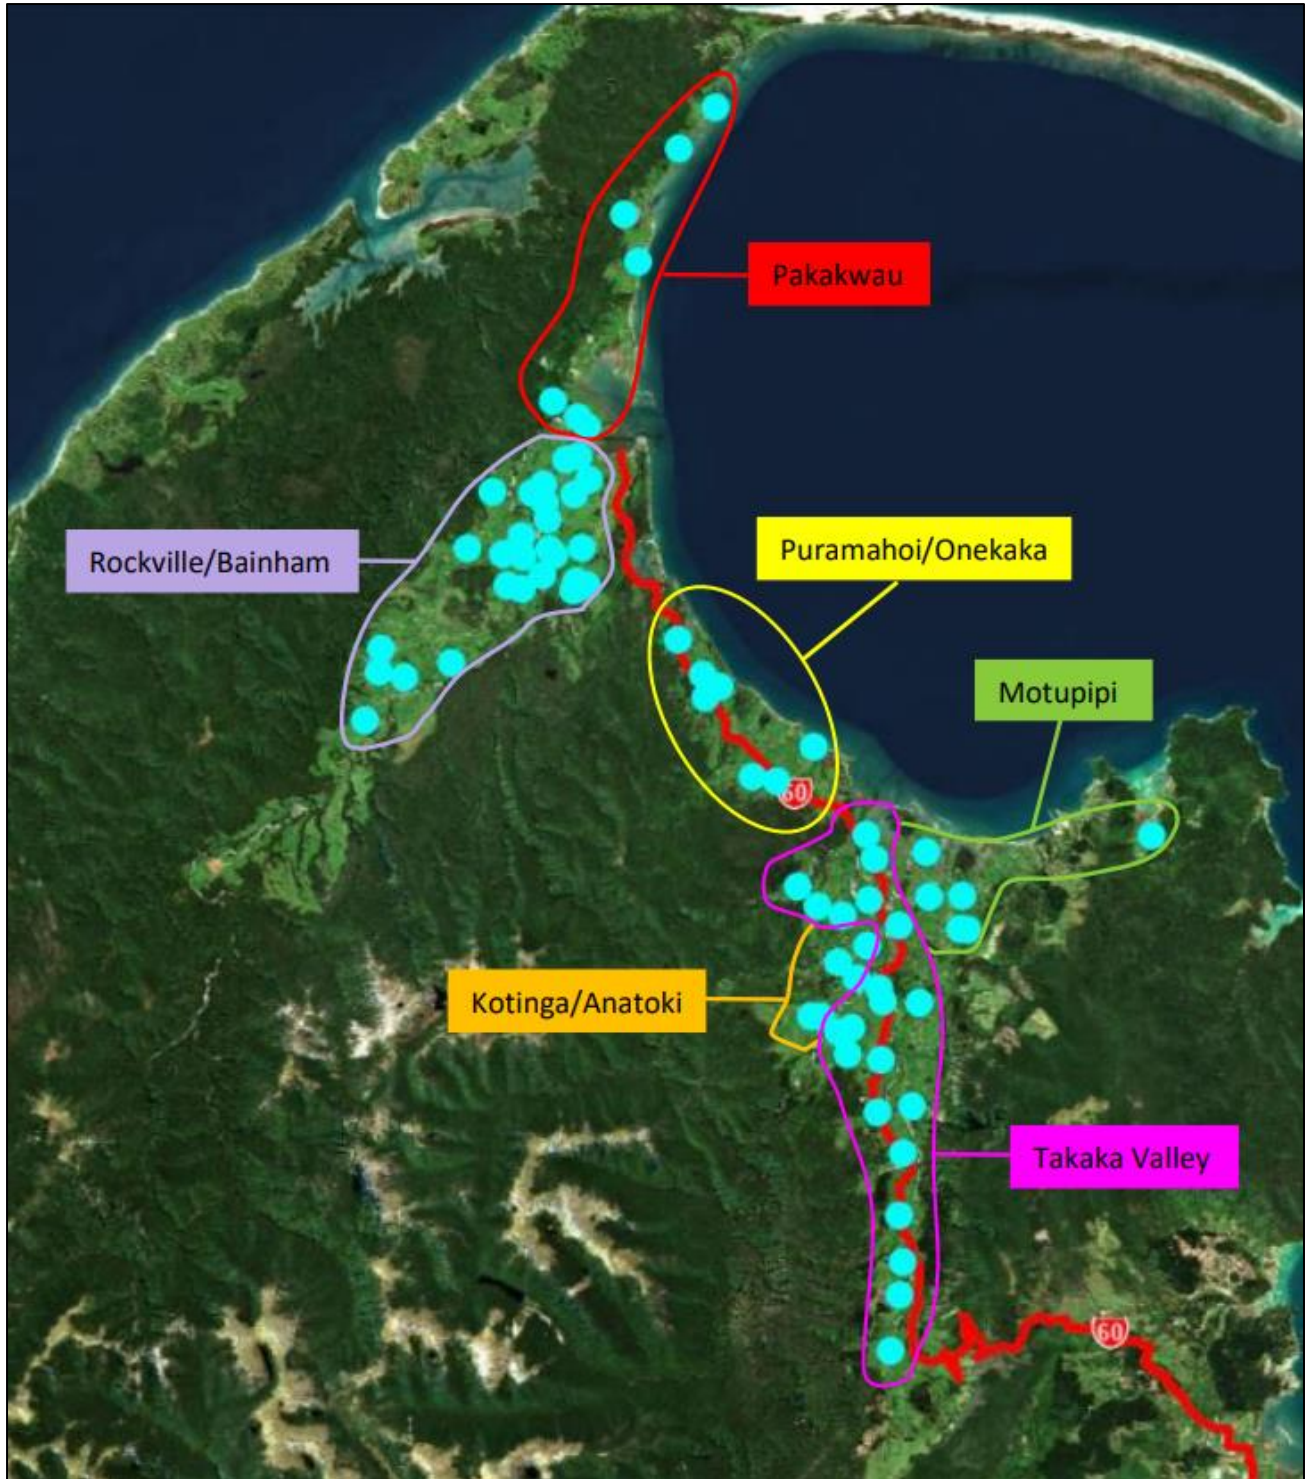 Pakakwau
Rockville/Bainham
Puramahoi/Onekaka
Motupipi
60
Kotinga/Anatoki
Takaka Valley
60